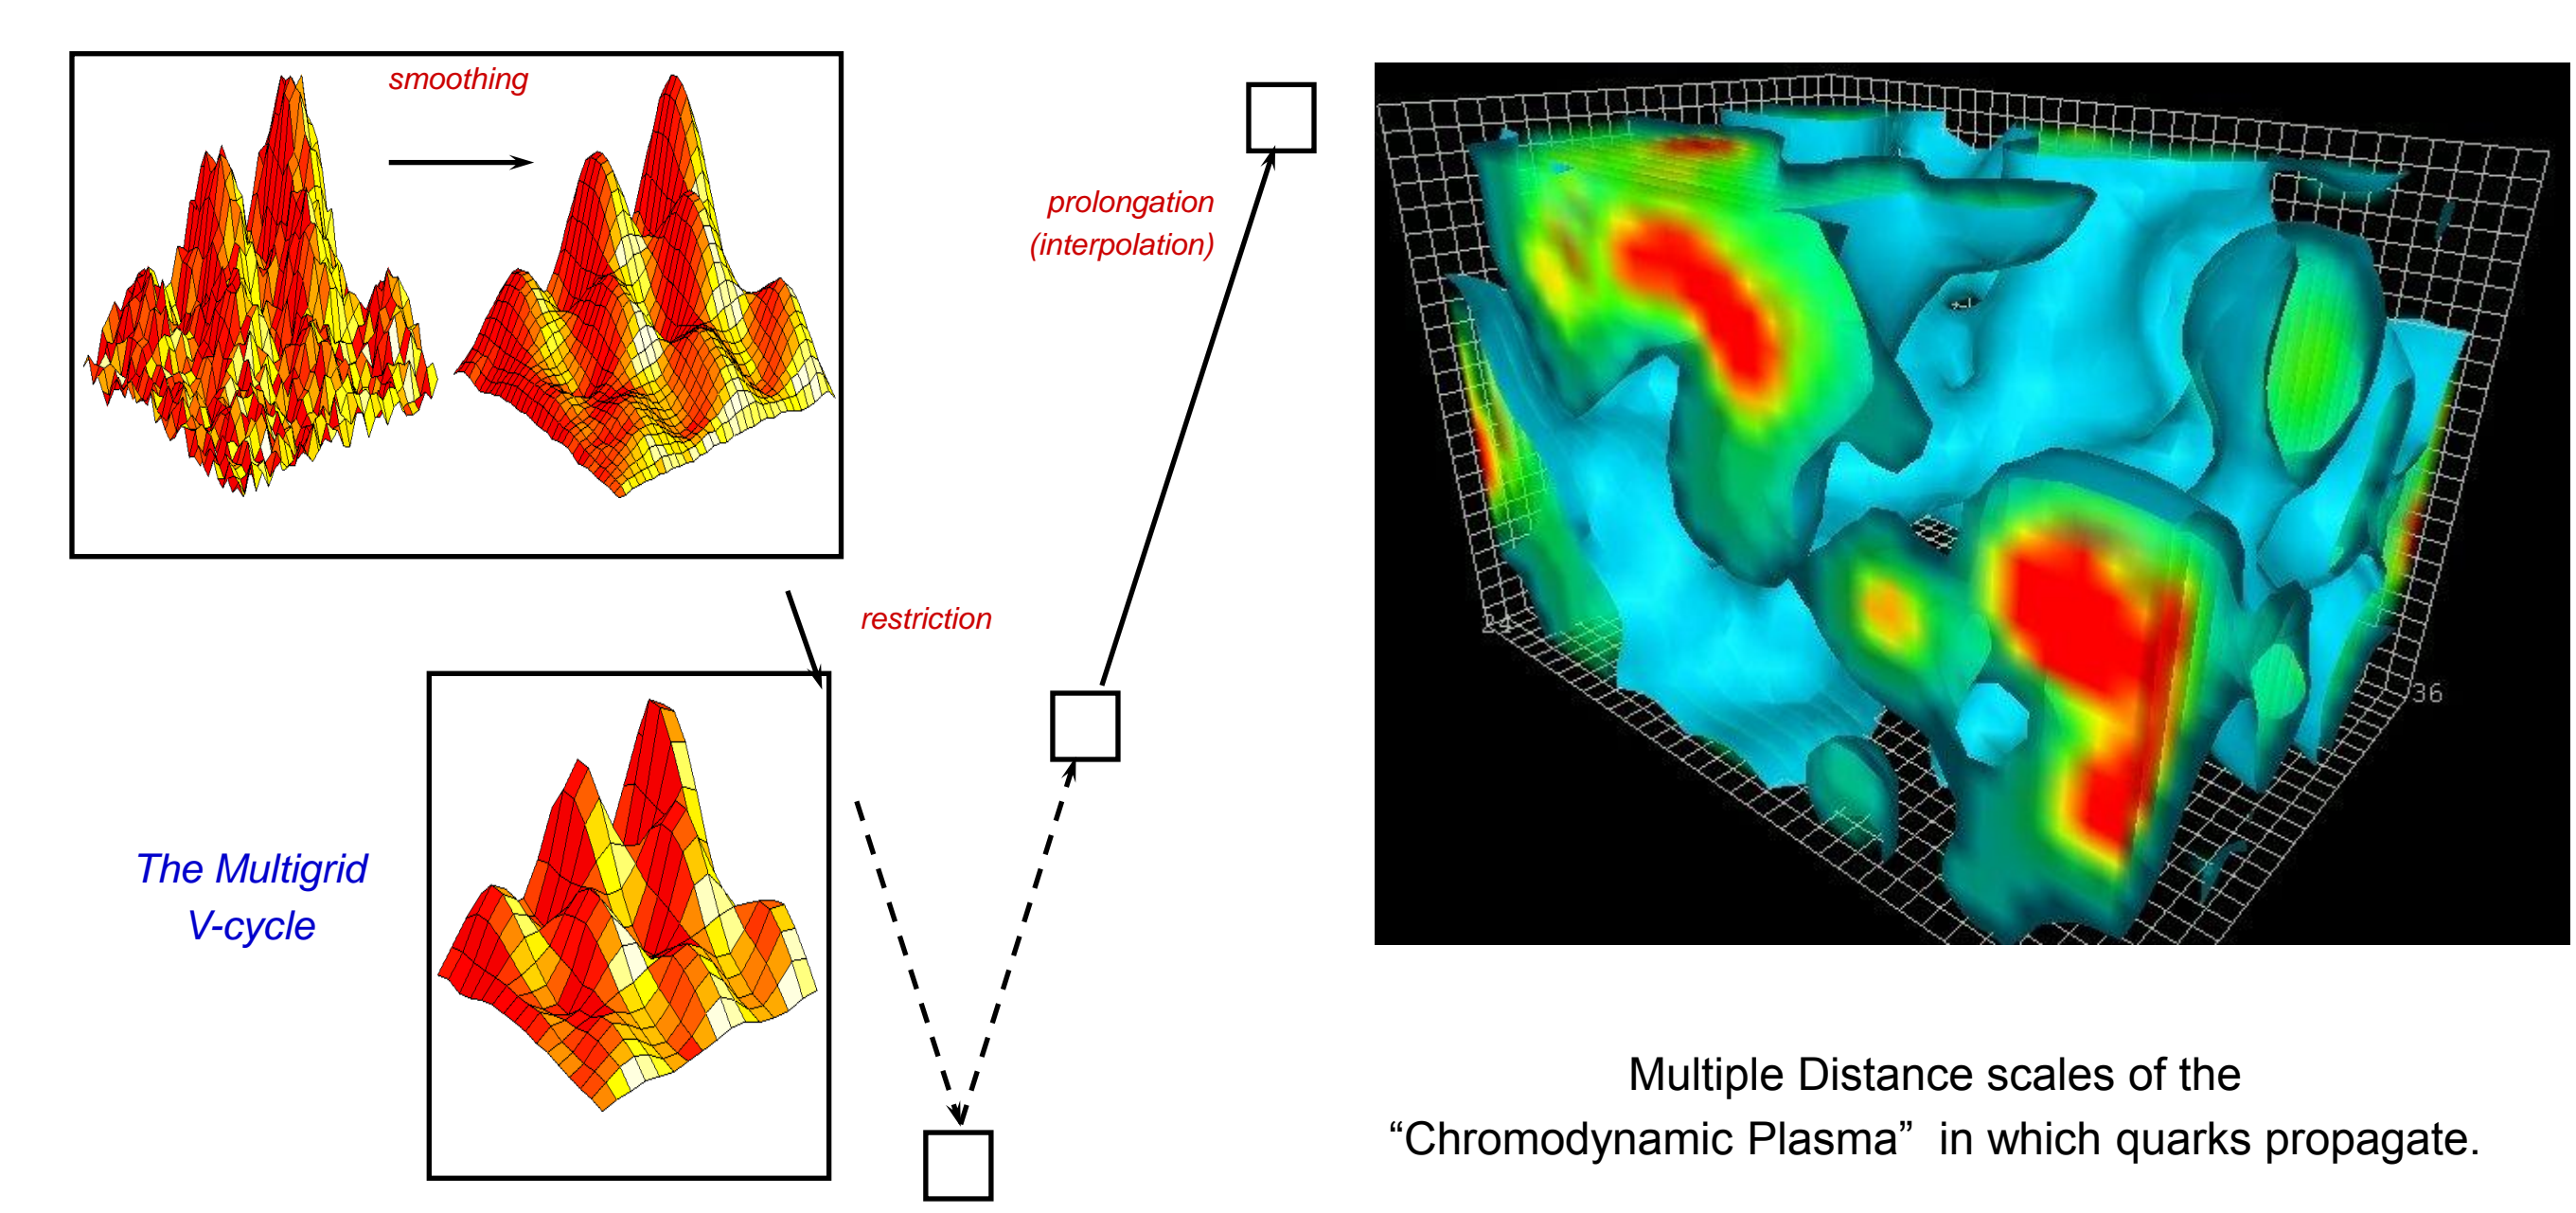 smoothing
prolongation
(interpolation)
restriction
The Multigrid
V-cycle
24
36
Multiple Distance scales of the
“Chromodynamic Plasma” in which quarks propagate.